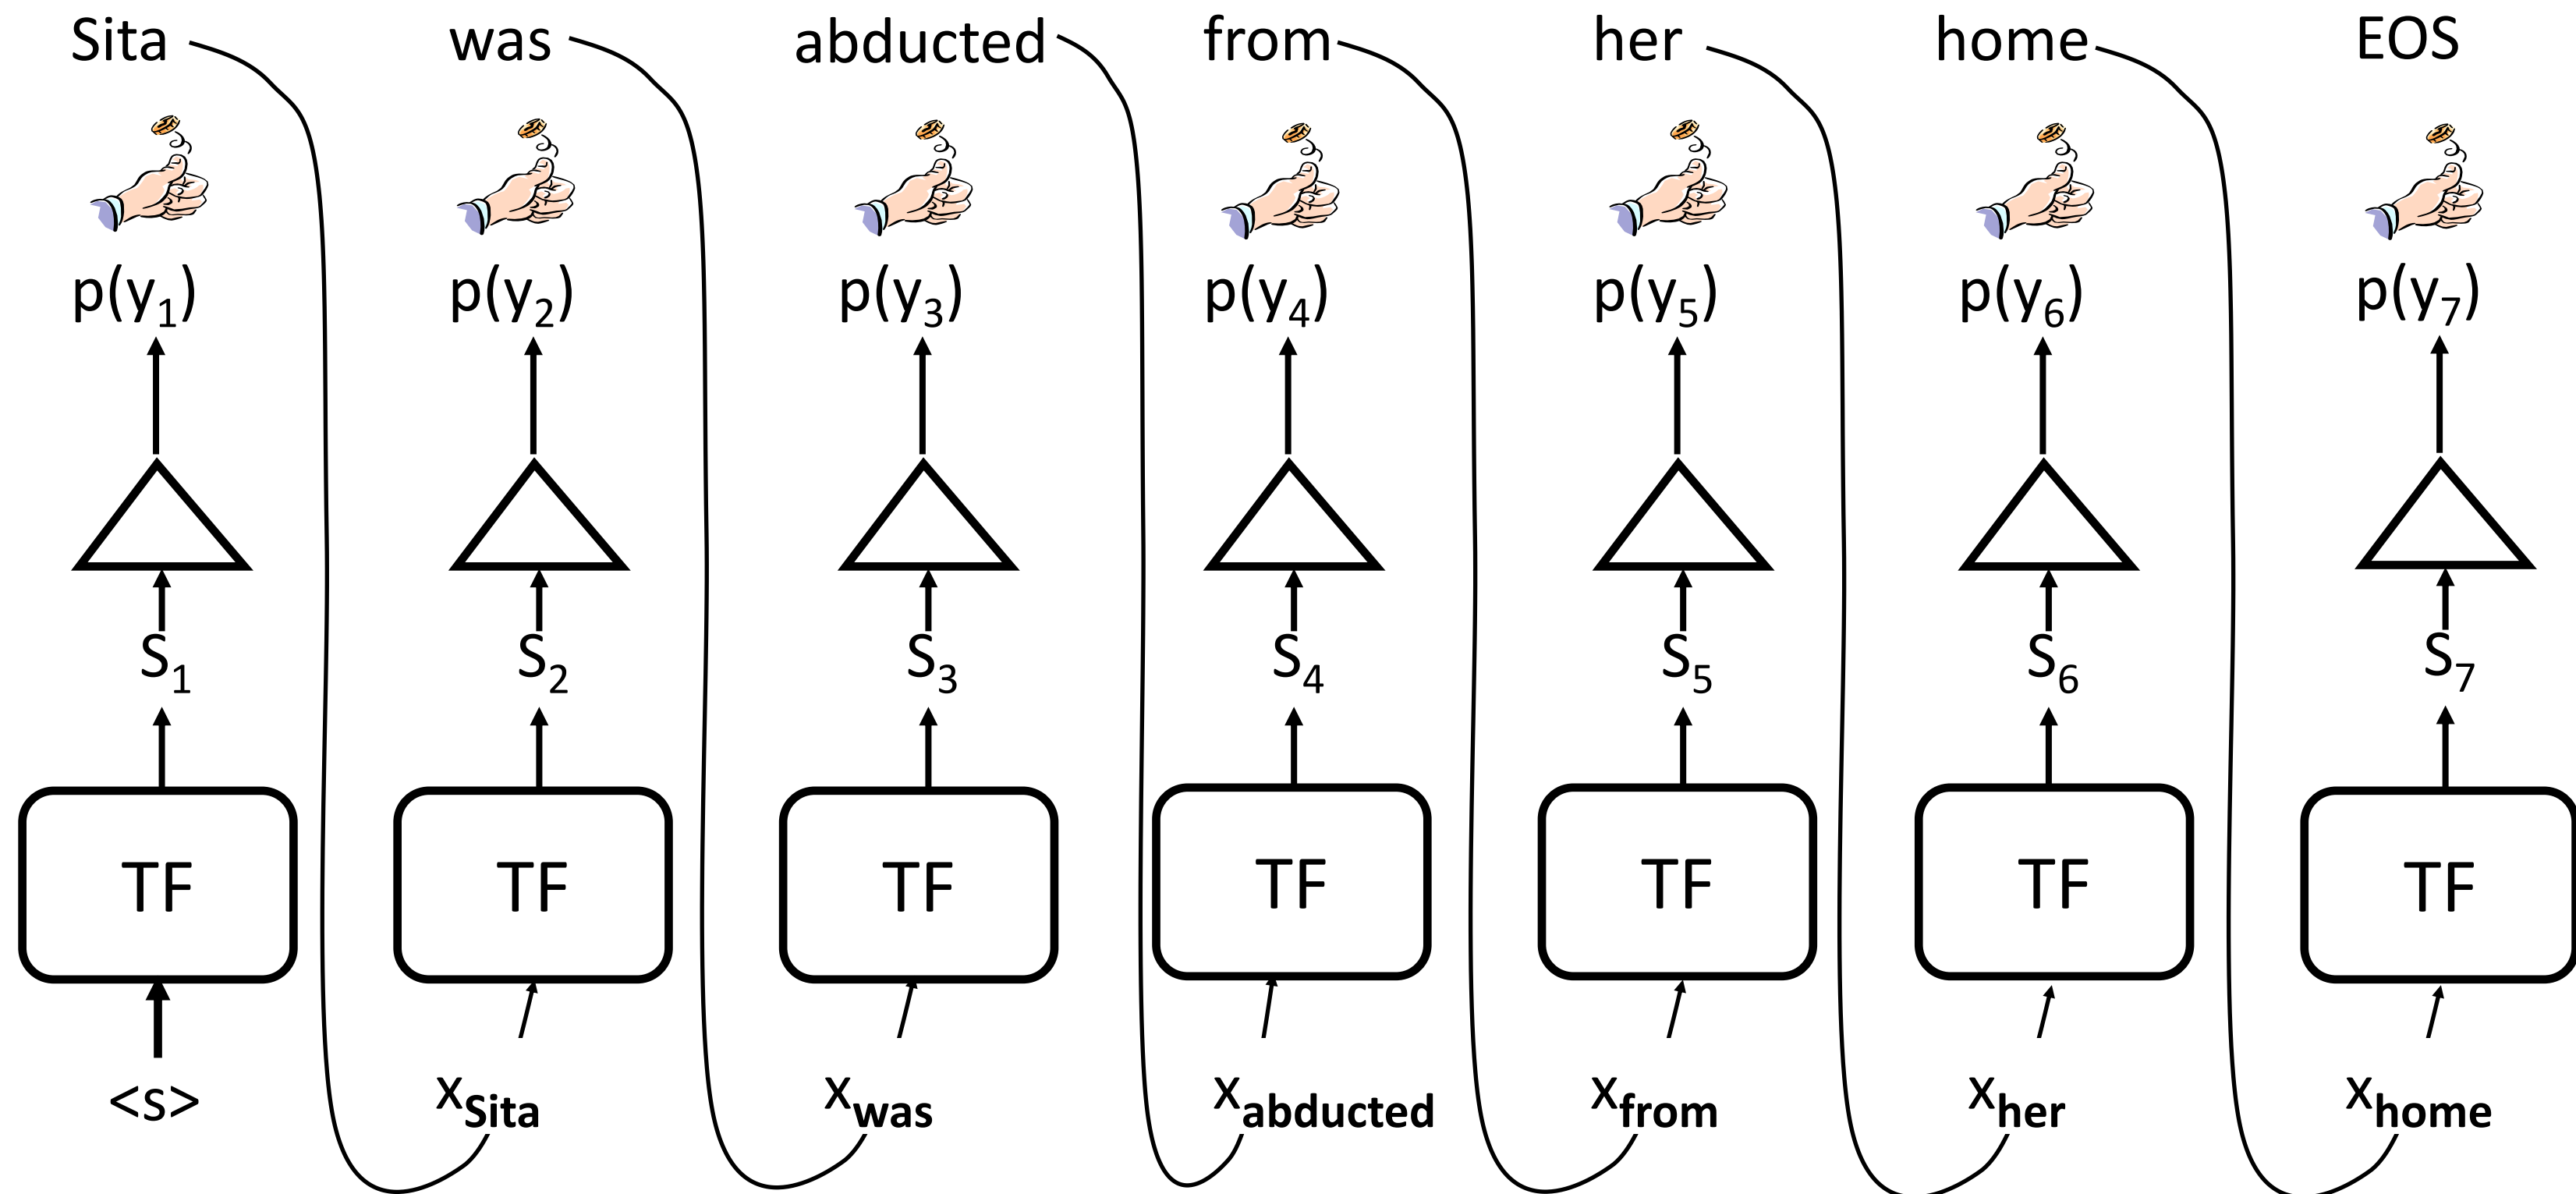 Sita was abducted from her home EOS
p(y1) p(y2) p(y3) p(y4) p(y5) p(y6) p(y7)
S1 S2 S3 S4 S5 S6 S7
TF TF TF TF TF TF TF
<s> xSita xwas xabducted xfrom xher xhome